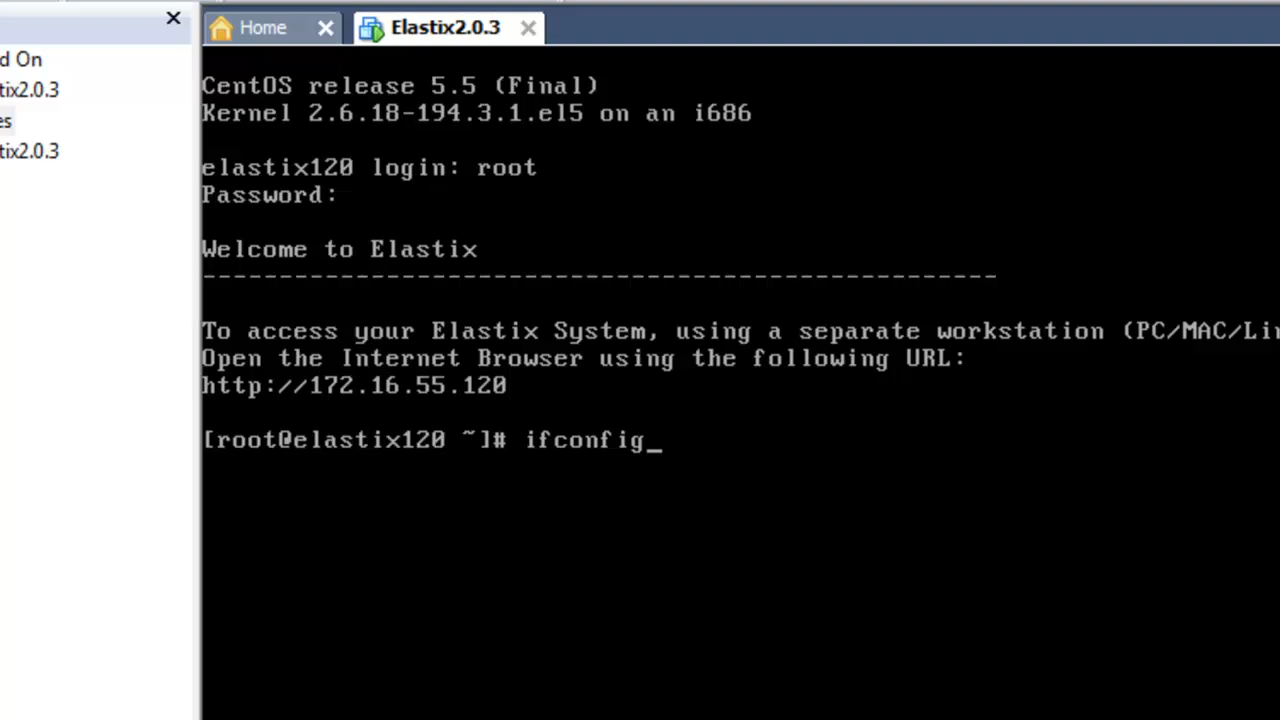 Home
Elastix2.0.3
d On
tix2.0.3
es
tix2.0.3
CentOS release 5.5 (Final)
Kernel 2.6.18-194.3.1.el5 on an i686
elastix120 login: root
Password:
Welcome to Elastix
----------------------------------------------------
To access your Elastix System, using a separate workstation (PC/MAC/Lin
Open the Internet Browser using the following URL:
http://172.16.55.120
[root@elastix120 ~]# ifconfig_